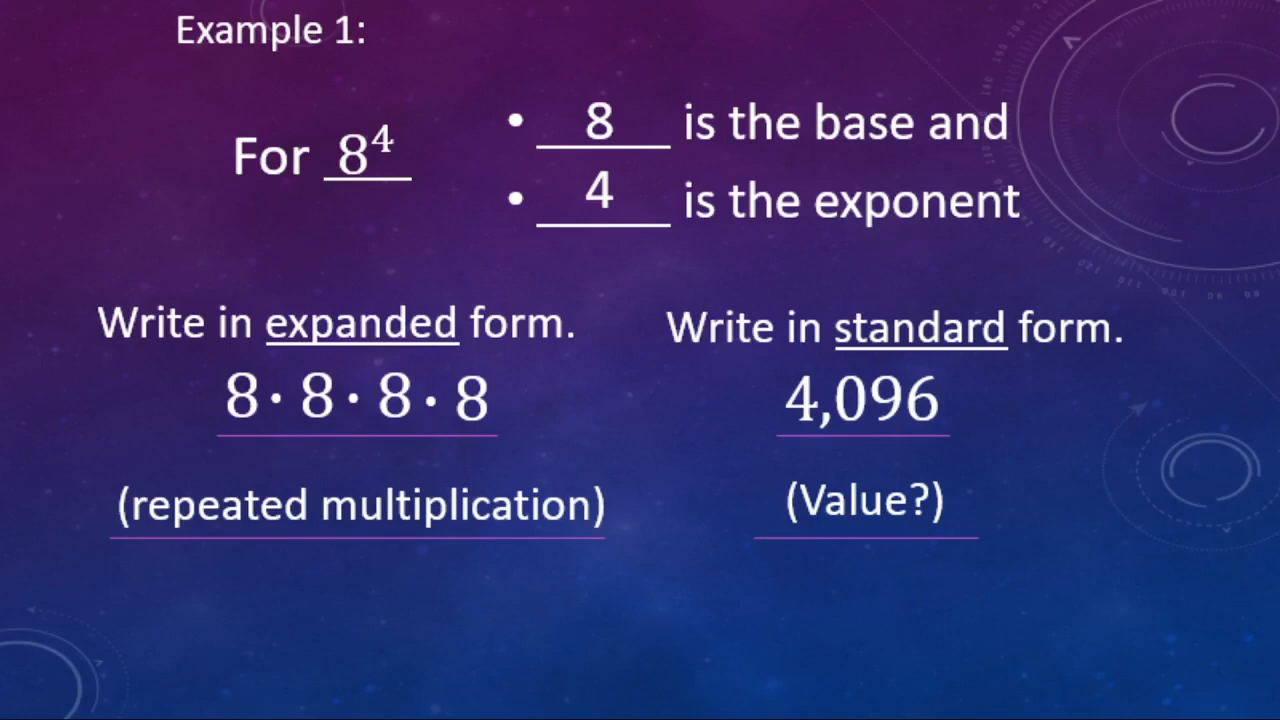 Example 1:
For 8⁴
• 8 is the base and
• 4 is the exponent
Write in expanded form.
8 · 8 · 8 · 8
(repeated multiplication)
Write in standard form.
4,096
(Value?)